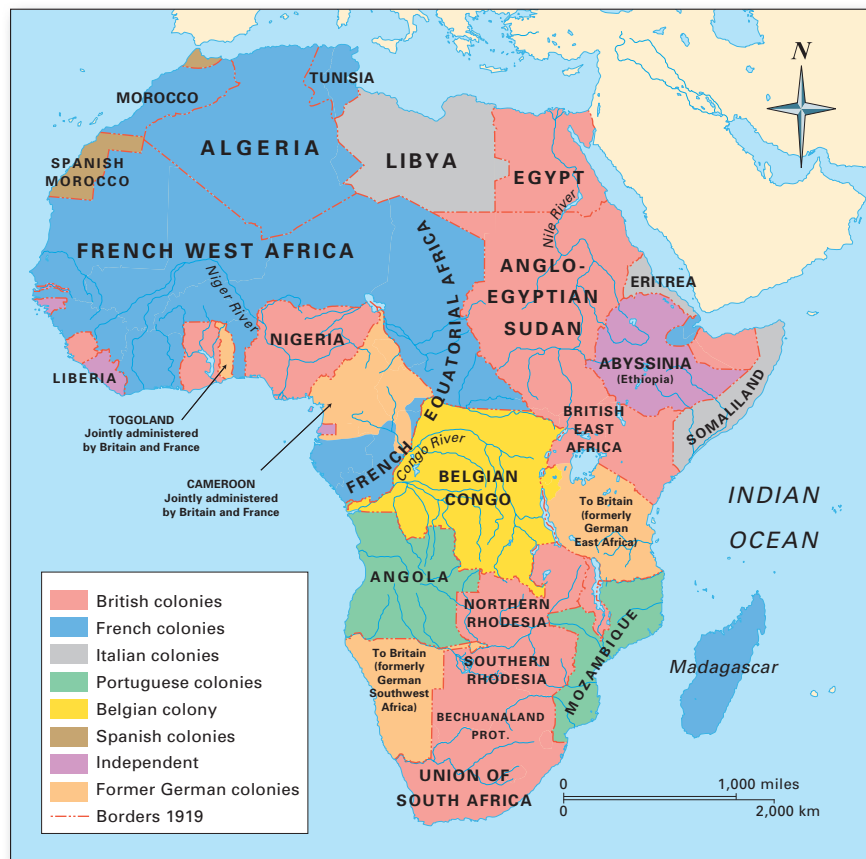 N
TUNISIA
MOROCCO
ALGERIA
LIBYA
EGYPT
SPANISH
MOROCCO
Nile River
FRENCH WEST AFRICA
Niger River
FRENCH EQUATORIAL AFRICA
ANGLO-
EGYPTIAN
SUDAN
ERITREA
NIGERIA
LIBERIA
ABYSSINIA
(Ethiopia)
SOMALILAND
TOGOLAND
Jointly administered
by Britain and France
BRITISH
EAST
AFRICA
CAMEROON
Jointly administered
by Britain and France
Congo River
BELGIAN
CONGO
To Britain
(formerly
German
East Africa)
INDIAN
OCEAN
ANGOLA
NORTHERN
RHODESIA
MOZAMBIQUE
To Britain
(formerly
German
Southwest
Africa)
SOUTHERN
RHODESIA
Madagascar
BECHUANALAND
PROT.
UNION OF
SOUTH AFRICA
British colonies
French colonies
Italian colonies
Portuguese colonies
Belgian colony
Spanish colonies
Independent
Former German colonies
Borders 1919
0 1,000 miles
0 2,000 km